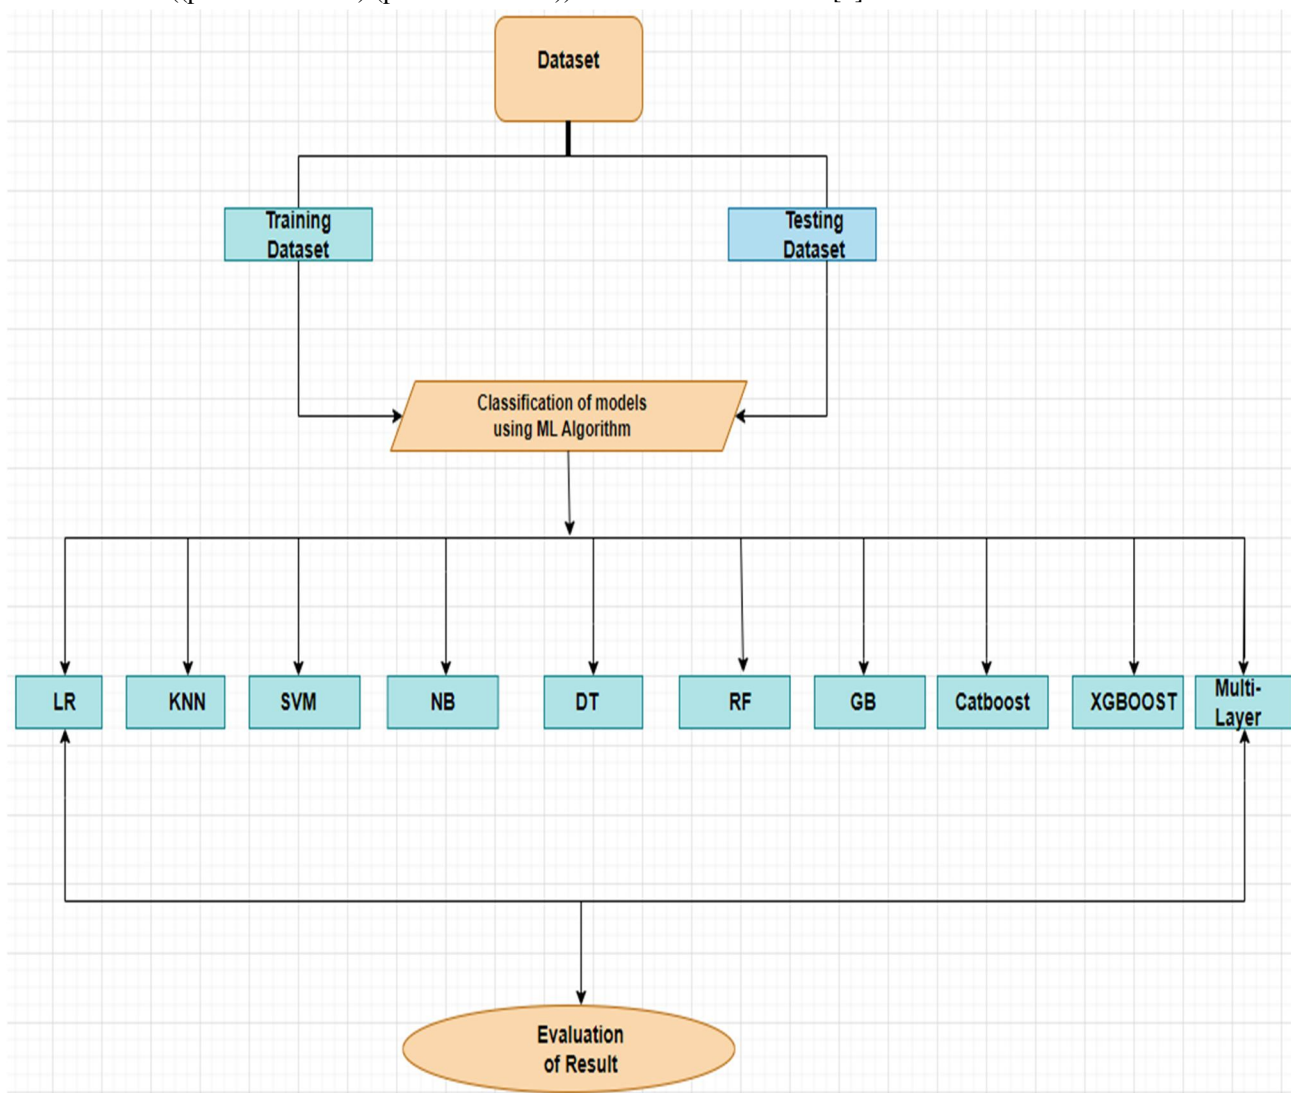 Dataset
Training
Dataset
Testing
Dataset
Classification of models
using ML Algorithm
LR
KNN
SVM
NB
DT
RF
GB
Catboost
XGBOOST
Multi-
Layer
Evaluation
of Result